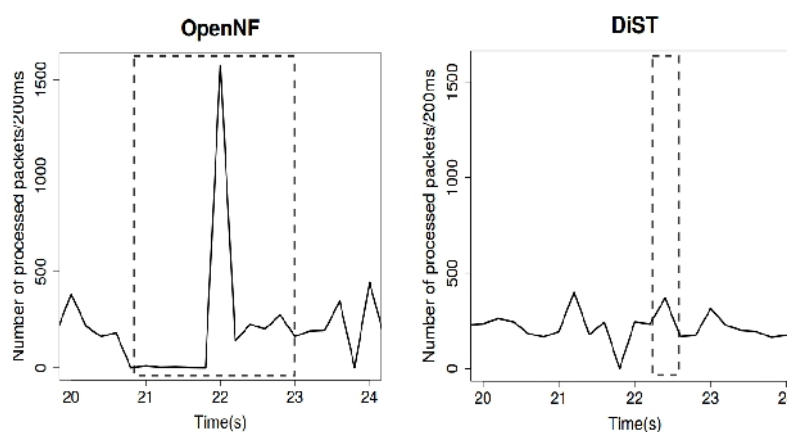 OpenNF
Number of processed packets/200ms
1500
1000
500
0
20 21 22 23 24
Time(s)
DiST
Number of processed packets/200ms
1500
1000
500
0
20 21 22 23 24
Time(s)